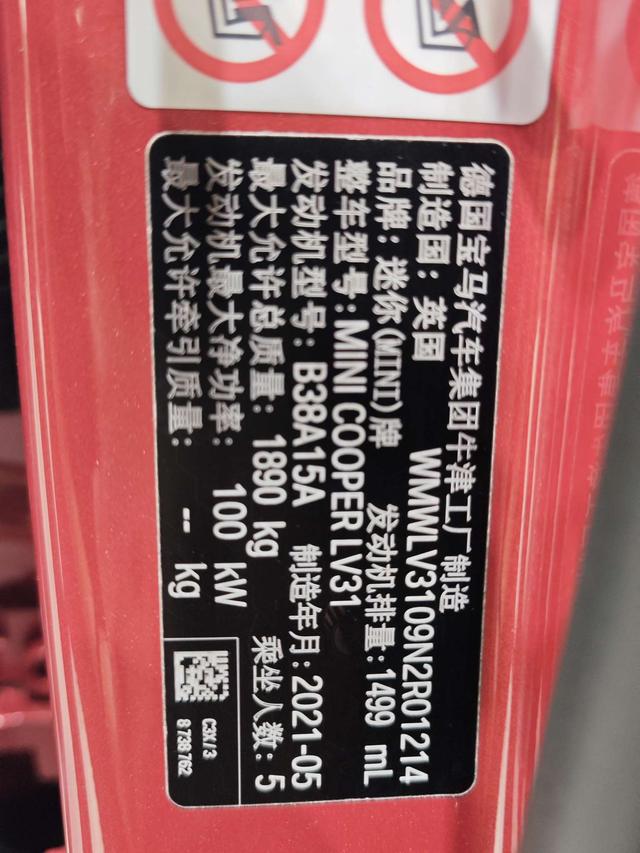 德国宝马汽车集团牛津工厂制造
制造国：英国 WMWLV3109N2R01214
品牌：迷你(MINI)牌 发动机排量：1499 mL
整车型号：MINI COOPER LV31
发动机型号：B38A15A 制造年月：2021-05
最大允许总质量：1890 kg 乘坐人数：5
发动机最大净功率：100 kW
最大允许牵引质量：-- kg
C3X/3
8 738 762